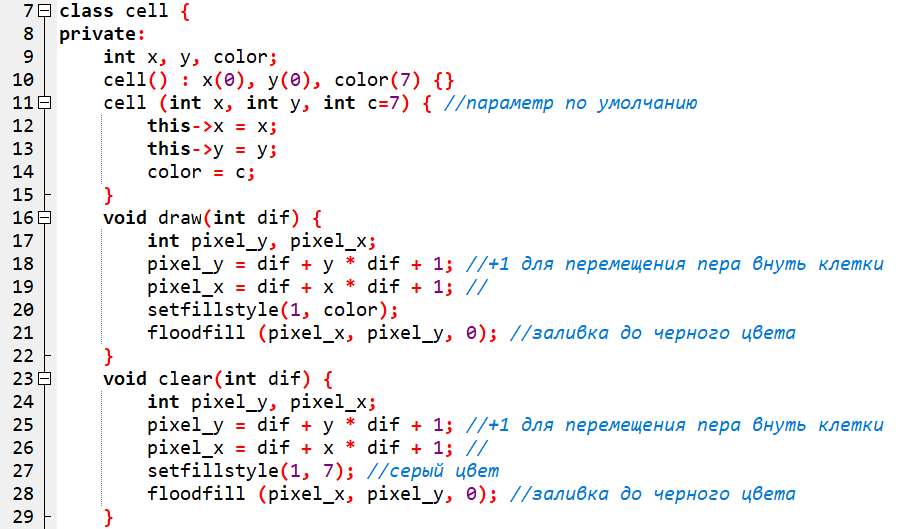 7 class cell {
8 private:
9     int x, y, color;
10     cell() : x(0), y(0), color(7) {}
11     cell (int x, int y, int c=7) { //параметр по умолчанию
12         this->x = x;
13         this->y = y;
14         color = c;
15     }
16     void draw(int dif) {
17         int pixel_y, pixel_x;
18         pixel_y = dif + y * dif + 1; //+1 для перемещения пера внуть клетки
19         pixel_x = dif + x * dif + 1; //
20         setfillstyle(1, color);
21         floodfill (pixel_x, pixel_y, 0); //заливка до черного цвета
22     }
23     void clear(int dif) {
24         int pixel_y, pixel_x;
25         pixel_y = dif + y * dif + 1; //+1 для перемещения пера внуть клетки
26         pixel_x = dif + x * dif + 1; //
27         setfillstyle(1, 7); //серый цвет
28         floodfill (pixel_x, pixel_y, 0); //заливка до черного цвета
29     }